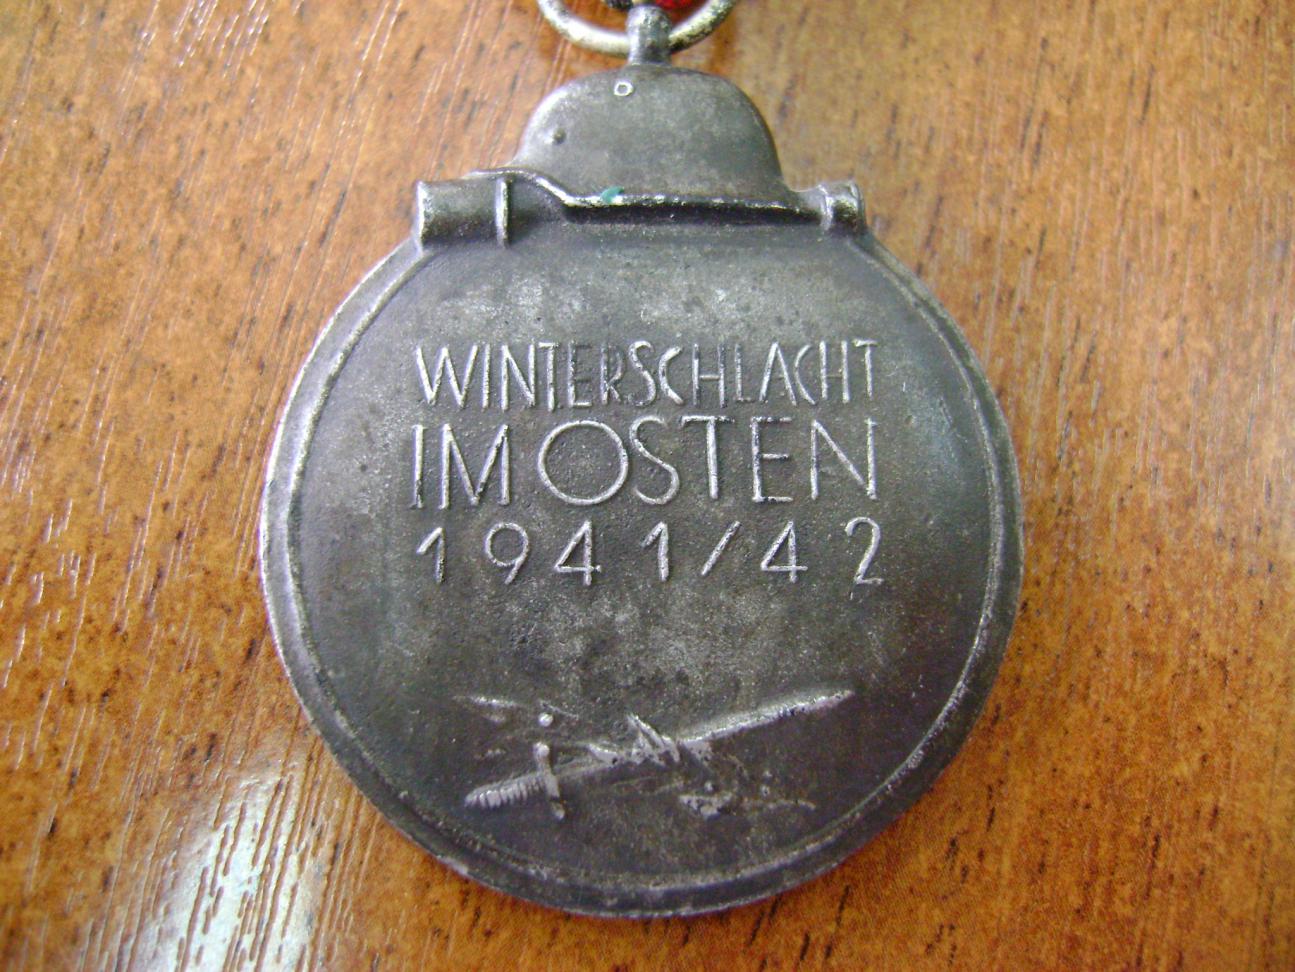 WINTERSCHLACHT
IM OSTEN
1941/42